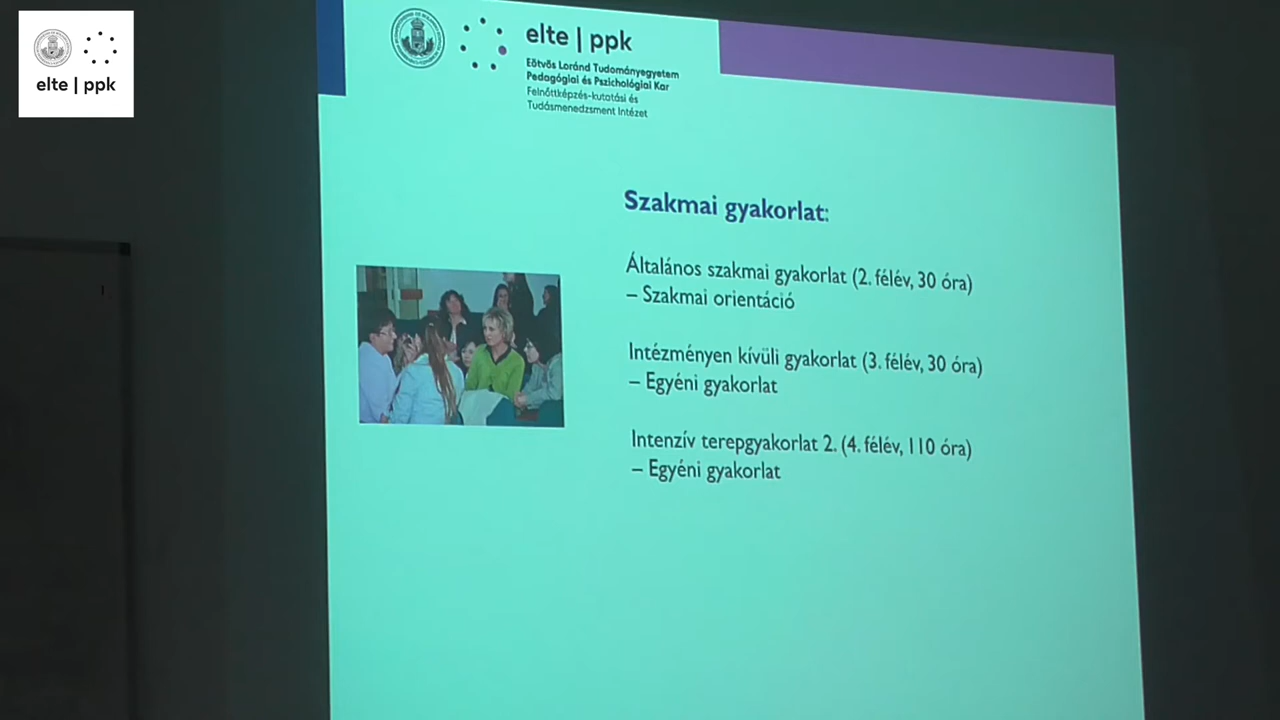 elte | ppk
elte | ppk
Eötvös Loránd Tudományegyetem
Pedagógiai és Pszichológiai Kar
Felnőttképzés-kutatási és
Tudásmenedzsment Intézet
Szakmai gyakorlat:
Általános szakmai gyakorlat (2. félév, 30 óra)
– Szakmai orientáció
Intézményen kívüli gyakorlat (3. félév, 30 óra)
– Egyéni gyakorlat
Intenzív terepgyakorlat 2. (4. félév, 110 óra)
– Egyéni gyakorlat